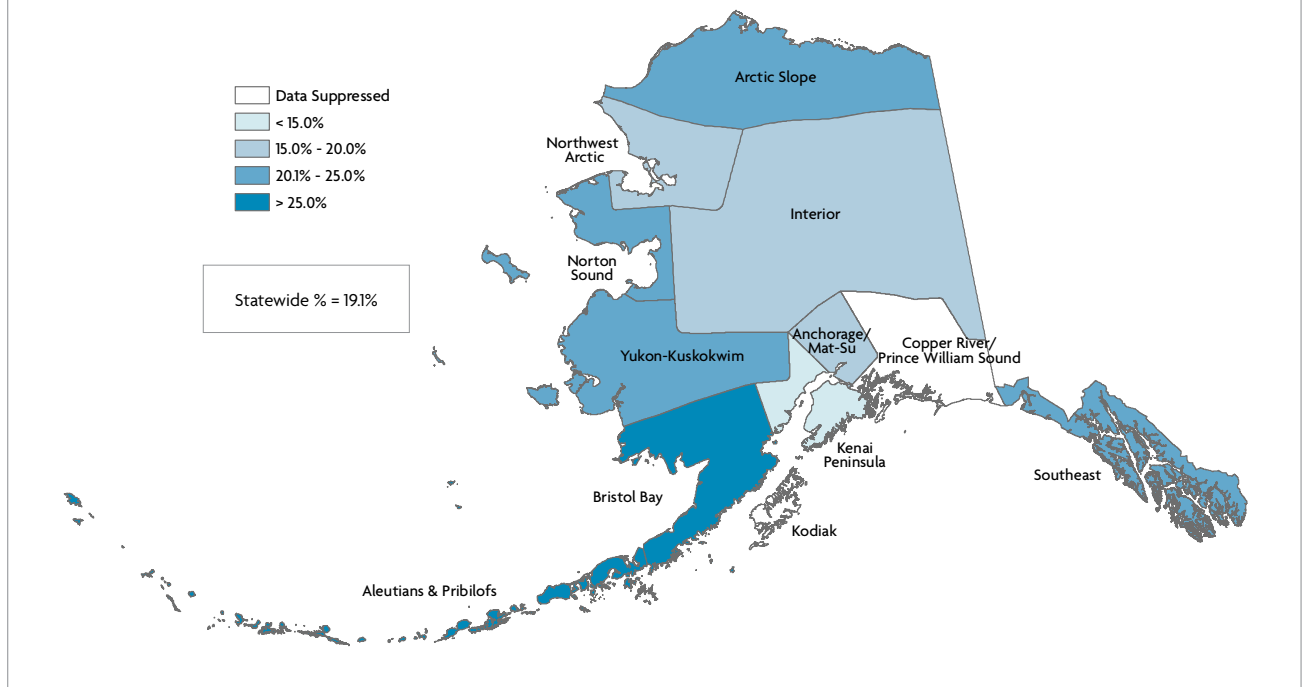 Data Suppressed
< 15.0%
15.0% - 20.0%
20.1% - 25.0%
> 25.0%
Statewide % = 19.1%
Arctic Slope
Northwest
Arctic
Interior
Norton
Sound
Yukon-Kuskokwim
Anchorage/
Mat-Su
Copper River/
Prince William Sound
Kenai
Peninsula
Southeast
Bristol Bay
Kodiak
Aleutians & Pribilofs